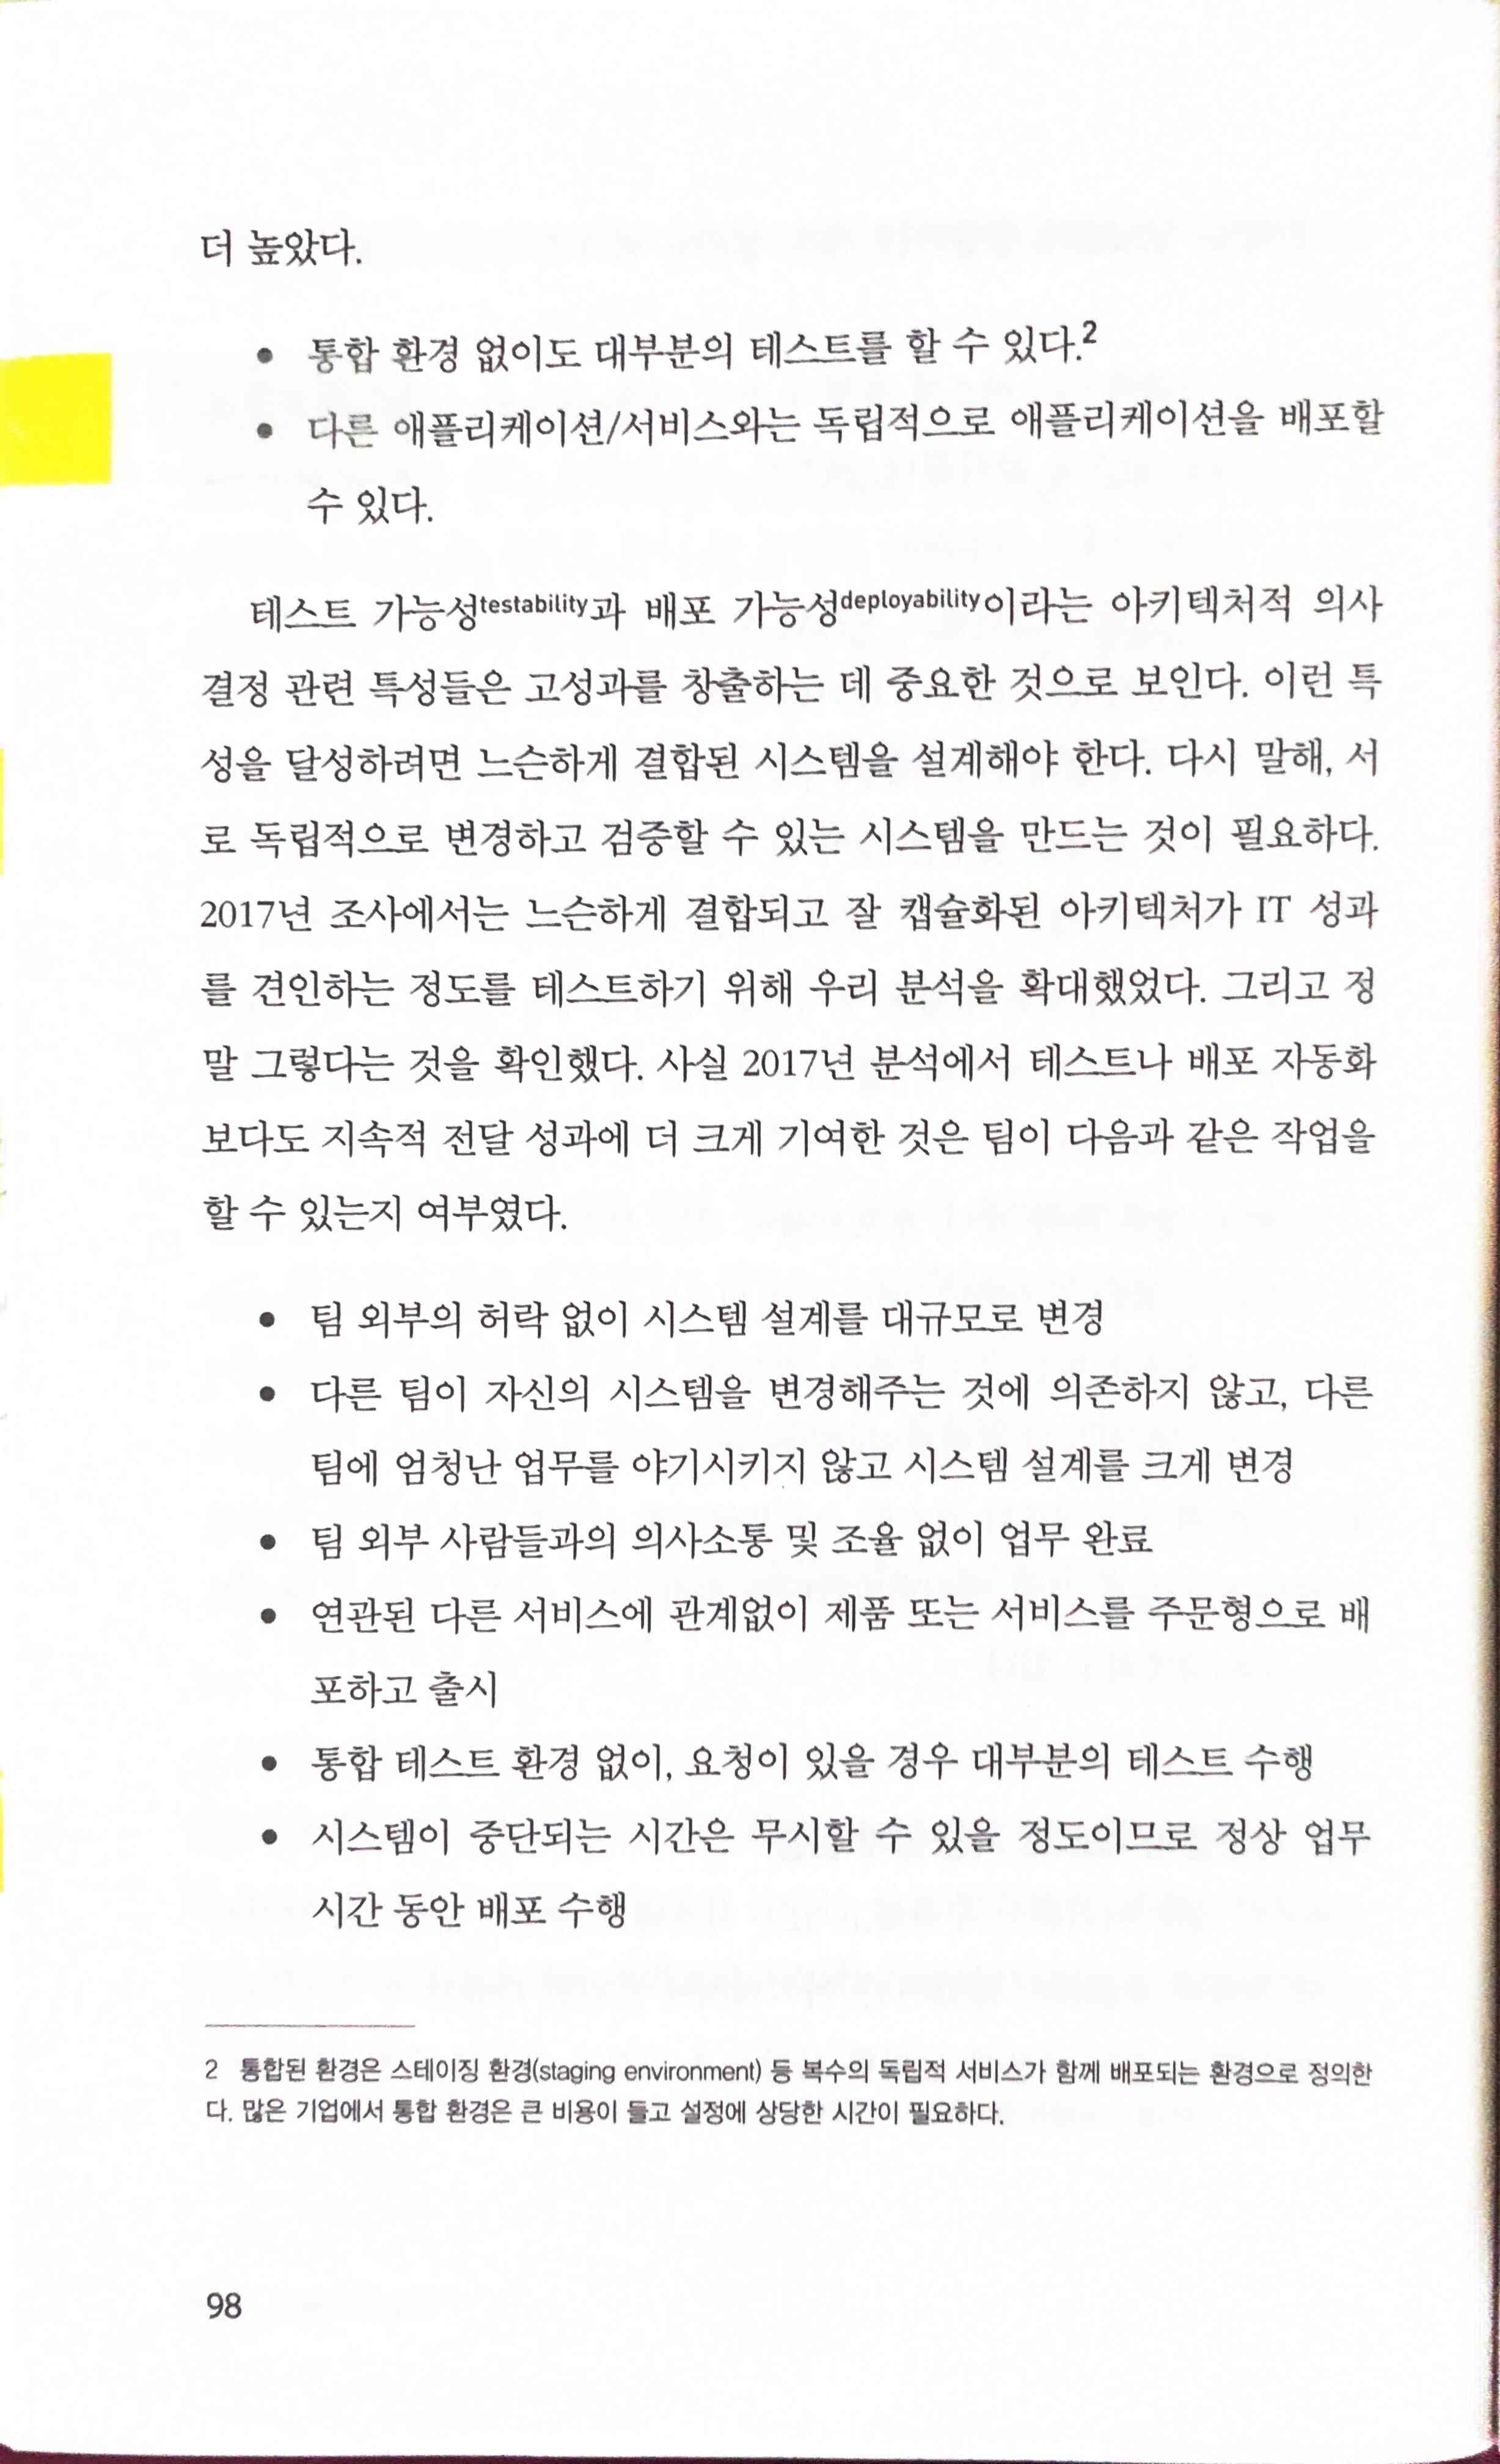 더 높았다.
• 통합 환경 없이도 대부분의 테스트를 할 수 있다.2
• 다른 애플리케이션/서비스와는 독립적으로 애플리케이션을 배포할
수 있다.
테스트 가능성testability과 배포 가능성deployability이라는 아키텍처적 의사
결정 관련 특성들은 고성과를 창출하는 데 중요한 것으로 보인다. 이런 특
성을 달성하려면 느슨하게 결합된 시스템을 설계해야 한다. 다시 말해, 서
로 독립적으로 변경하고 검증할 수 있는 시스템을 만드는 것이 필요하다.
2017년 조사에서는 느슨하게 결합되고 잘 캡슐화된 아키텍처가 IT 성과
를 견인하는 정도를 테스트하기 위해 우리 분석을 확대했었다. 그리고 정
말 그렇다는 것을 확인했다. 사실 2017년 분석에서 테스트나 배포 자동화
보다도 지속적 전달 성과에 더 크게 기여한 것은 팀이 다음과 같은 작업을
할 수 있는지 여부였다.
• 팀 외부의 허락 없이 시스템 설계를 대규모로 변경
• 다른 팀이 자신의 시스템을 변경해주는 것에 의존하지 않고, 다른
팀에 엄청난 업무를 야기시키지 않고 시스템 설계를 크게 변경
• 팀 외부 사람들과의 의사소통 및 조율 없이 업무 완료
• 연관된 다른 서비스에 관계없이 제품 또는 서비스를 주문형으로 배
포하고 출시
• 통합 테스트 환경 없이, 요청이 있을 경우 대부분의 테스트 수행
• 시스템이 중단되는 시간은 무시할 수 있을 정도이므로 정상 업무
시간 동안 배포 수행
2 통합된 환경은 스테이징 환경(staging environment) 등 복수의 독립적 서비스가 함께 배포되는 환경으로 정의한
다. 많은 기업에서 통합 환경은 큰 비용이 들고 설정에 상당한 시간이 필요하다.
98